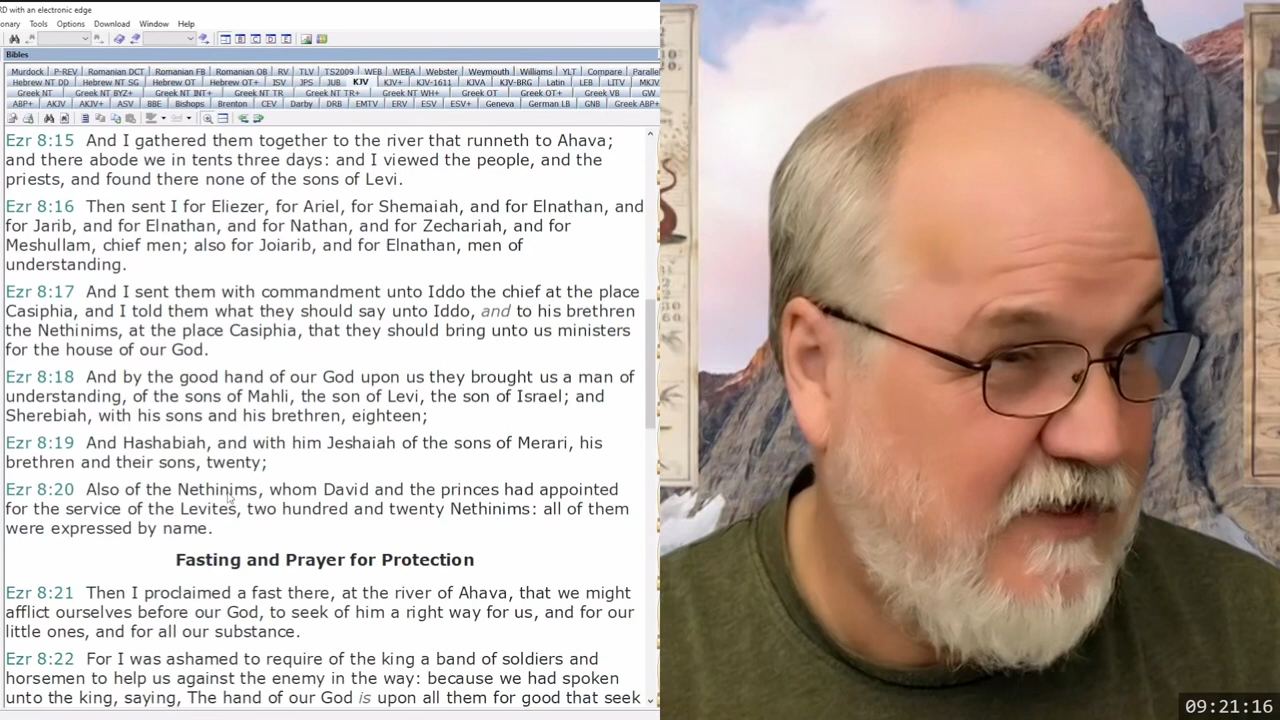 RD with an electronic edge
onary Tools Options Download Window Help
Bibles
Murdock P-REV Romanian DCT Romanian FB Romanian OB RV TLV TS2009 WEB WEBA Webster Weymouth Williams YLT Compare Paralle
Hebrew NT DD Hebrew NT SG Hebrew OT Hebrew OT+ ISV JPS JUB KJV KJV-1611 KJVA KJV-BRG Latin LEB LITV MKJV
Greek NT Greek NT BYZ+ Greek NT INT+ Greek NT TR Greek NT TR+ Greek NT WH+ Greek OT Greek OT+ Greek VB GW
ABP+ AKJV AKJV+ ASV BBE Bishops Brenton CEV Darby DRB EMTV ERV ESV ESV+ Geneva German LB GNB Greek ABP+
Ezr 8:15 And I gathered them together to the river that runneth to Ahava;
and there abode we in tents three days: and I viewed the people, and the
priests, and found there none of the sons of Levi.
Ezr 8:16 Then sent I for Eliezer, for Ariel, for Shemaiah, and for Elnathan, and
for Jarib, and for Elnathan, and for Nathan, and for Zechariah, and for
Meshullam, chief men; also for Joiarib, and for Elnathan, men of
understanding.
Ezr 8:17 And I sent them with commandment unto Iddo the chief at the place
Casiphia, and I told them what they should say unto Iddo, and to his brethren
the Nethinims, at the place Casiphia, that they should bring unto us ministers
for the house of our God.
Ezr 8:18 And by the good hand of our God upon us they brought us a man of
understanding, of the sons of Mahli, the son of Levi, the son of Israel; and
Sherebiah, with his sons and his brethren, eighteen;
Ezr 8:19 And Hashabiah, and with him Jeshaiah of the sons of Merari, his
brethren and their sons, twenty;
Ezr 8:20 Also of the Nethinims, whom David and the princes had appointed
for the service of the Levites, two hundred and twenty Nethinims: all of them
were expressed by name.
Fasting and Prayer for Protection
Ezr 8:21 Then I proclaimed a fast there, at the river of Ahava, that we might
afflict ourselves before our God, to seek of him a right way for us, and for our
little ones, and for all our substance.
Ezr 8:22 For I was ashamed to require of the king a band of soldiers and
horsemen to help us against the enemy in the way: because we had spoken
unto the king, saying, The hand of our God is upon all them for good that seek
09:21:16